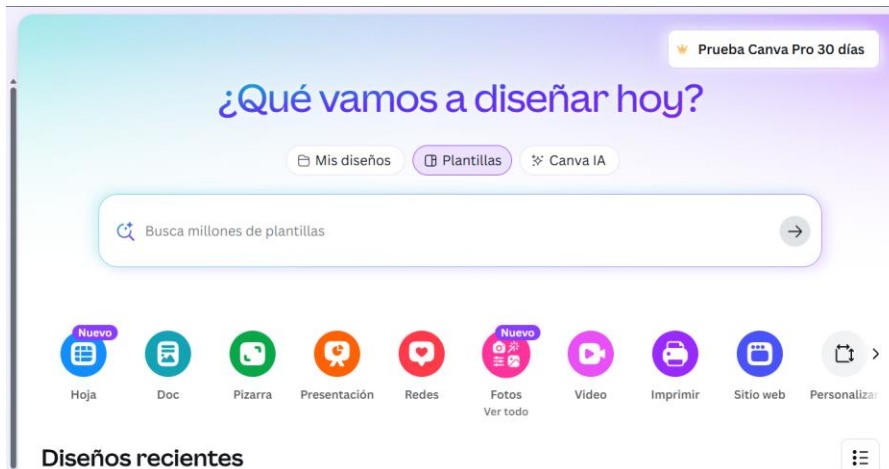 Prueba Canva Pro 30 días
¿Qué vamos a diseñar hoy?
Mis diseños Plantillas Canva IA
Busca millones de plantillas
Nuevo Nuevo
Hoja Doc Pizarra Presentación Redes Fotos Video Imprimir Sitio web Personalizar
Ver todo
Diseños recientes